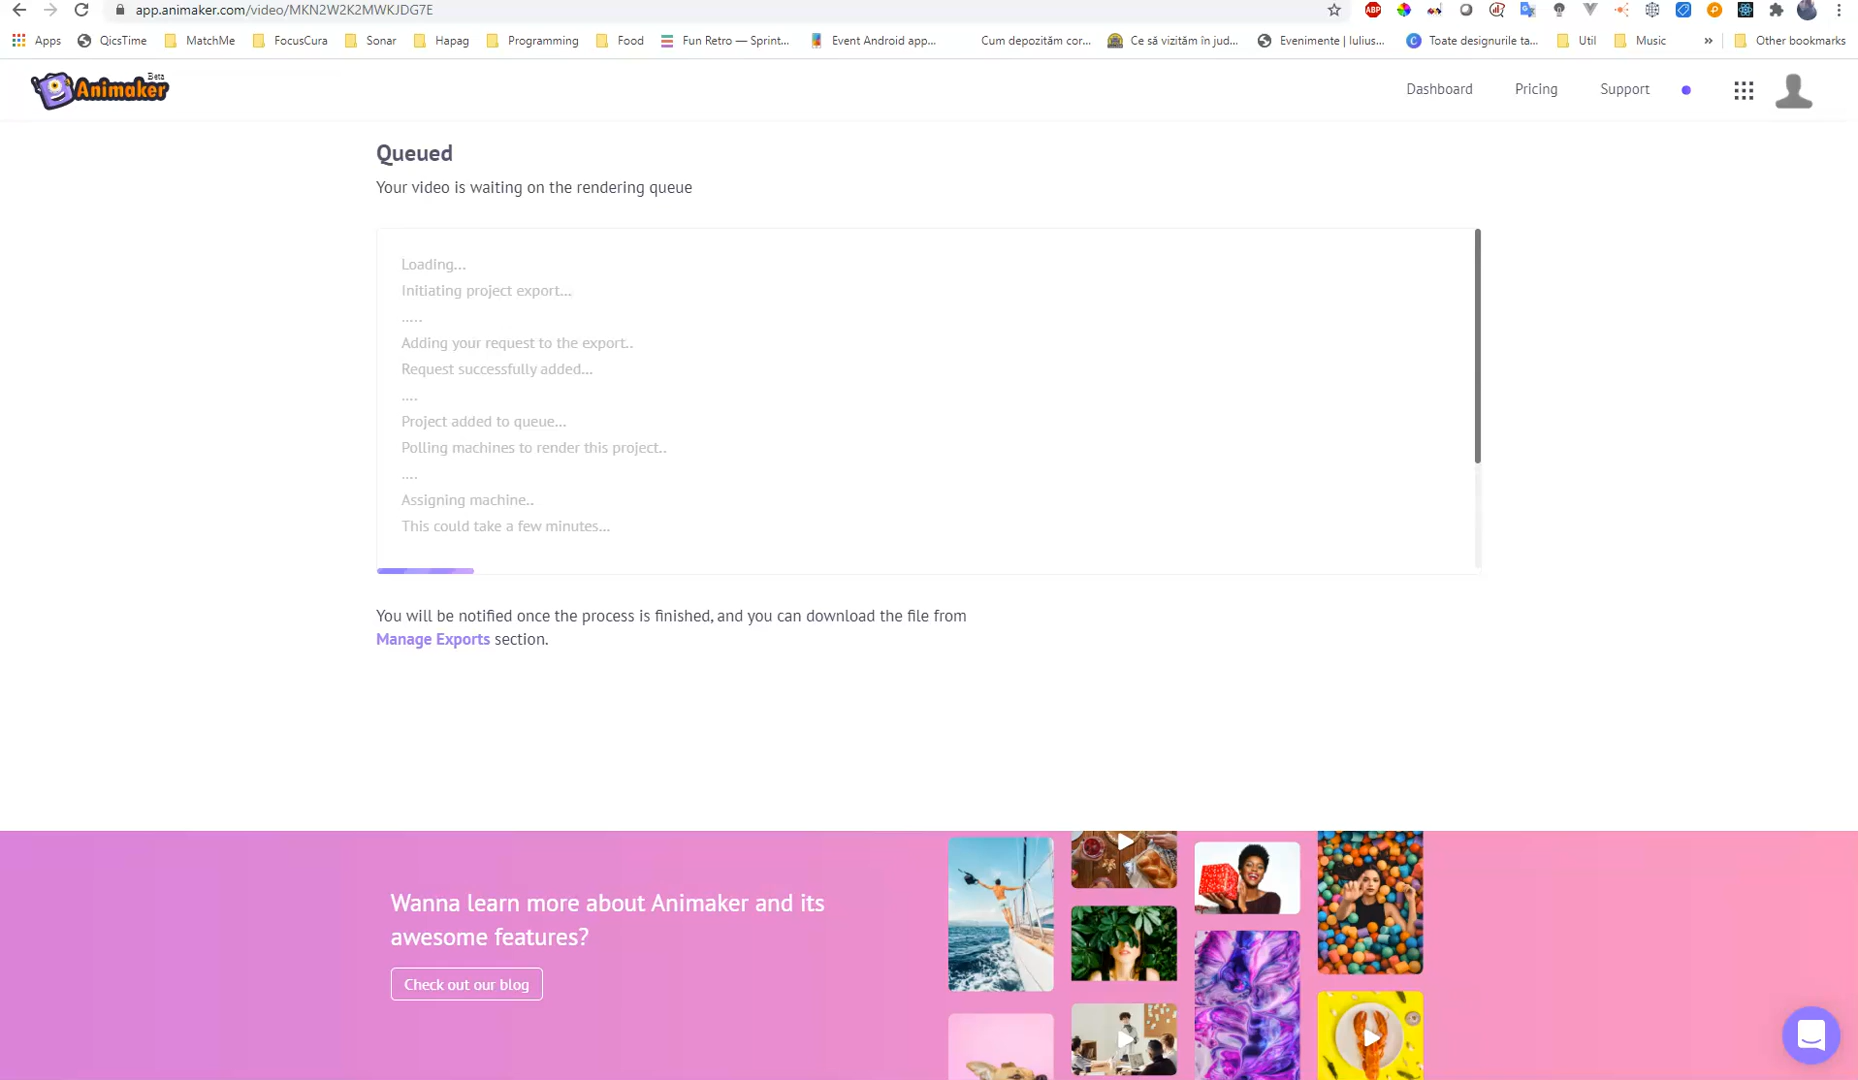 app.animaker.com/video/MKN2W2K2MWKJDG7E
ABP
Apps QicsTime MatchMe FocusCura Sonar Hapag Programming Food Fun Retro — Sprint... Event Android app... Cum depozităm cor... Ce să vizităm în jud... Evenimente | Iulius... Toate designurile ta... Util Music » Other bookmarks
Animaker Beta
Dashboard Pricing Support
Queued
Your video is waiting on the rendering queue
Loading...
Initiating project export...
.....
Adding your request to the export..
Request successfully added...
....
Project added to queue...
Polling machines to render this project..
....
Assigning machine..
This could take a few minutes...
You will be notified once the process is finished, and you can download the file from
Manage Exports section.
Wanna learn more about Animaker and its
awesome features?
Check out our blog